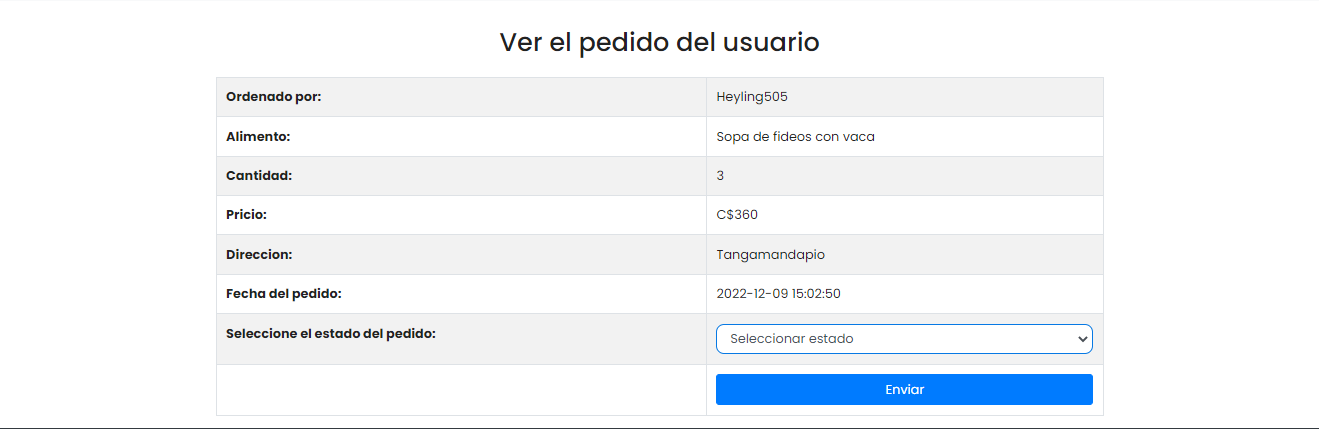 Ver el pedido del usuario
Ordenado por: Heyling505
Alimento: Sopa de fideos con vaca
Cantidad: 3
Pricio: C$360
Direccion: Tangamandapio
Fecha del pedido: 2022-12-09 15:02:50
Seleccione el estado del pedido: Seleccionar estado
Enviar